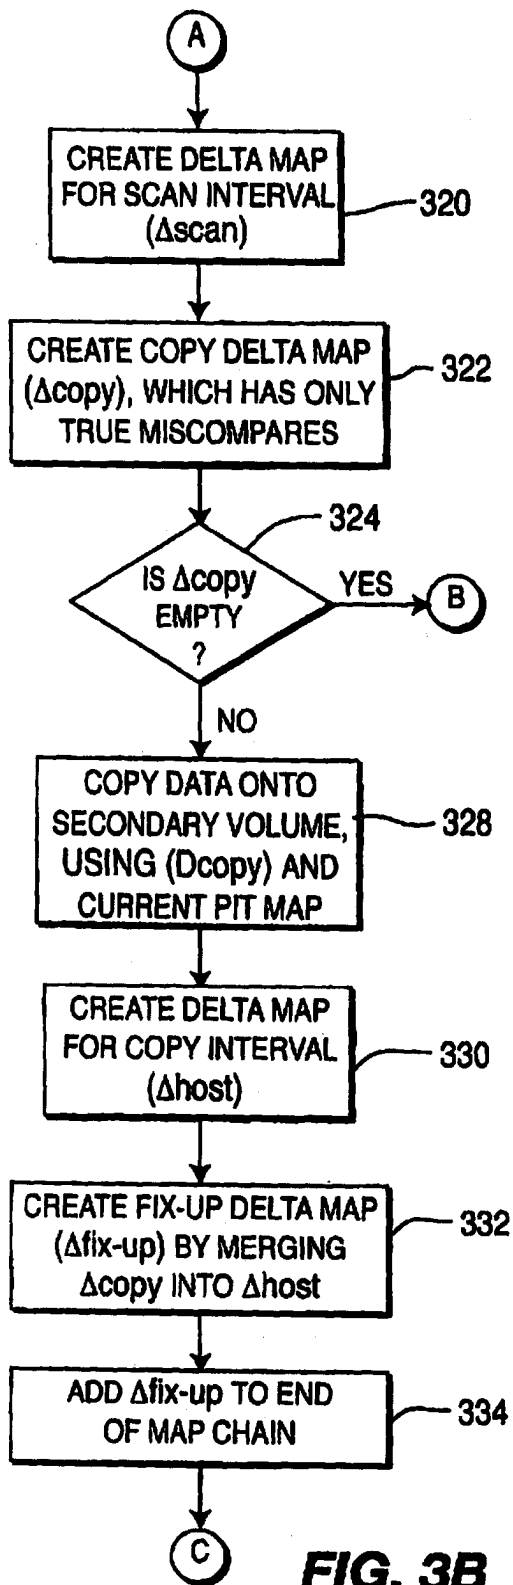 A
CREATE DELTA MAP
FOR SCAN INTERVAL
(Δscan)
320
CREATE COPY DELTA MAP
(Δcopy), WHICH HAS ONLY
TRUE MISCOMPARES
322
324
IS Δcopy
EMPTY
?
YES
B
NO
COPY DATA ONTO
SECONDARY VOLUME,
USING (Dcopy) AND
CURRENT PIT MAP
328
CREATE DELTA MAP
FOR COPY INTERVAL
(Δhost)
330
CREATE FIX-UP DELTA MAP
(Δfix-up) BY MERGING
Δcopy INTO Δhost
332
ADD Δfix-up TO END
OF MAP CHAIN
334
C
FIG. 3B